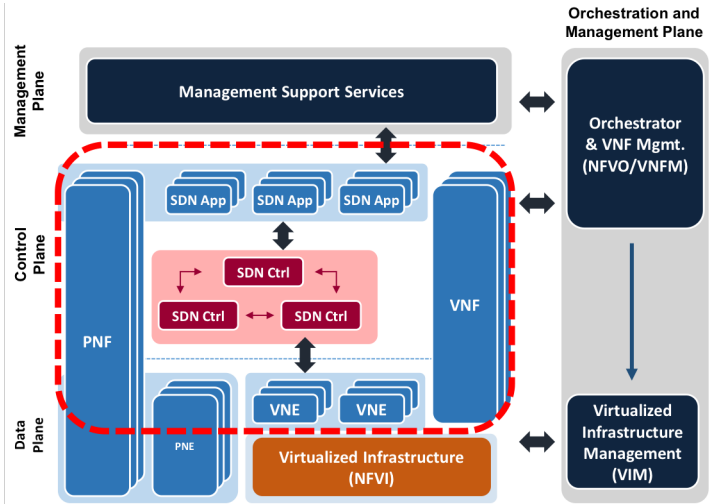 Orchestration and
Management Plane
Management
Plane
Management Support Services
Orchestrator
& VNF Mgmt.
(NFVO/VNFM)
Control
Plane
SDN App
SDN App
SDN App
SDN Ctrl
SDN Ctrl
SDN Ctrl
PNF
VNF
Data
Plane
PNE
VNE
VNE
Virtualized Infrastructure
(NFVI)
Virtualized
Infrastructure
Management
(VIM)